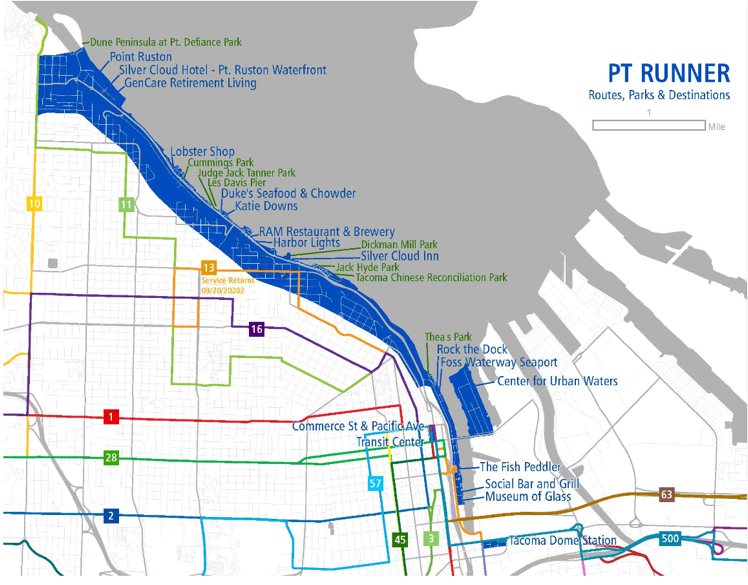 PT RUNNER
Routes, Parks & Destinations
1
Mile
Dune Peninsula at Pt. Defiance Park
Point Ruston
Silver Cloud Hotel - Pt. Ruston Waterfront
GenCare Retirement Living
Lobster Shop
Cummings Park
Judge Jack Tanner Park
Les Davis Pier
Duke's Seafood & Chowder
Katie Downs
10
11
RAM Restaurant & Brewery
Harbor Lights
Dickman Mill Park
Silver Cloud Inn
13
Jack Hyde Park
Service Returns
09/20/20202
Tacoma Chinese Reconciliation Park
16
Thea s Park
Rock the Dock
Foss Waterway Seaport
Center for Urban Waters
1
Commerce St & Pacific Ave
Transit Center
28
The Fish Peddler
57
Social Bar and Grill
63
Museum of Glass
2
45
3
Tacoma Dome Station
500